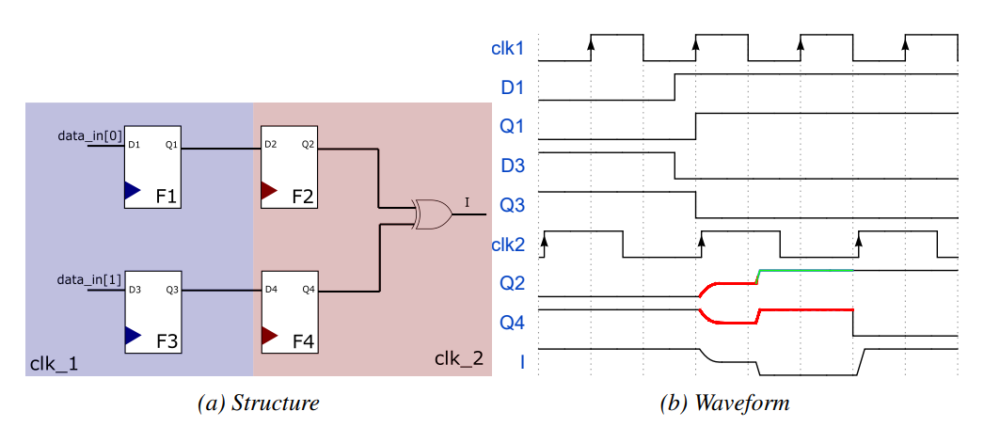 data_in[0]
D1
Q1
F1
D2
Q2
F2
I
data_in[1]
D3
Q3
F3
D4
Q4
F4
clk_1
clk_2
(a) Structure
clk1
D1
Q1
D3
Q3
clk2
Q2
Q4
I
(b) Waveform